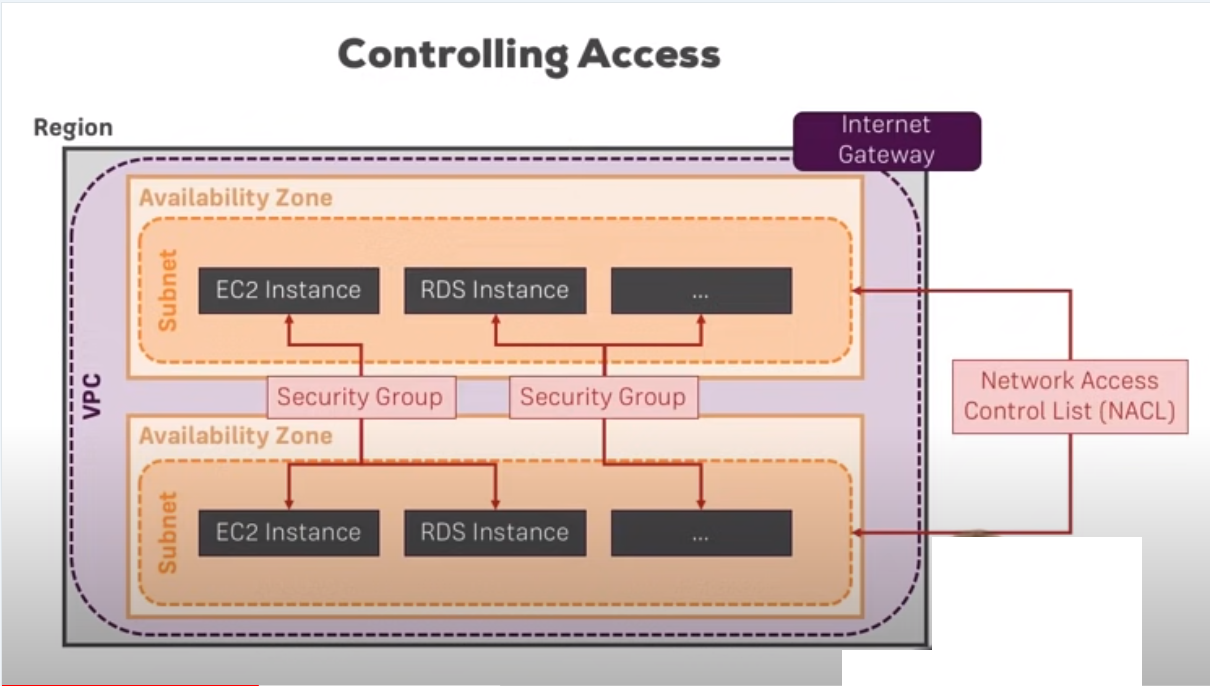 Controlling Access
Region
Internet
Gateway
Availability Zone
Subnet
EC2 Instance
RDS Instance
...
VPC
Security Group
Security Group
Network Access
Control List (NACL)
Availability Zone
Subnet
EC2 Instance
RDS Instance
...